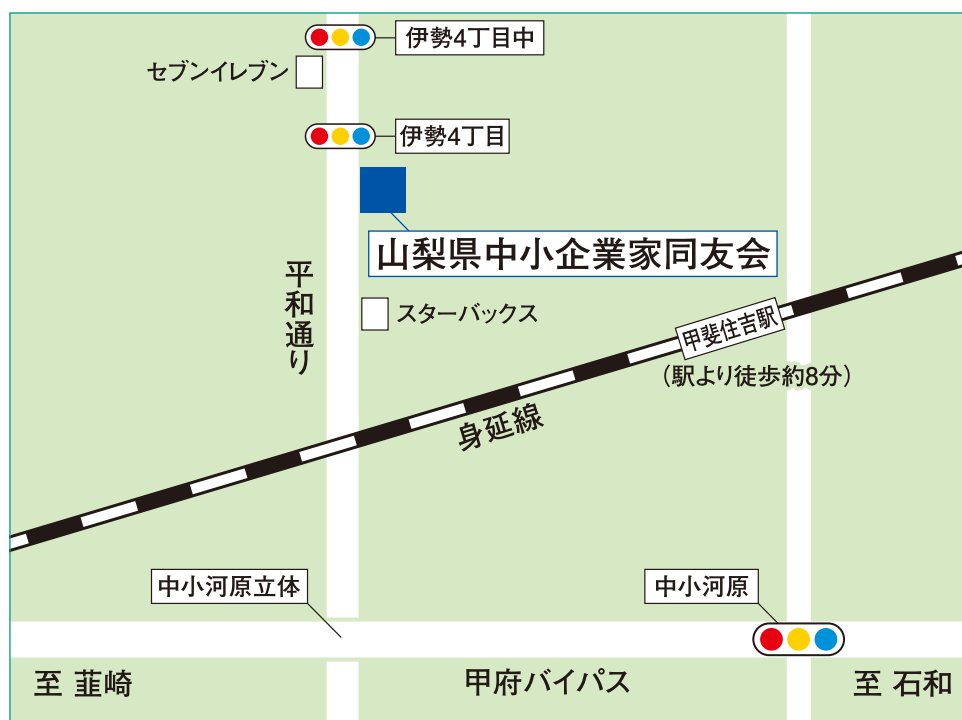 伊勢4丁目中
セブンイレブン
伊勢4丁目
山梨県中小企業家同友会
平和通り
スターバックス
甲斐住吉駅
（駅より徒歩約8分）
身延線
中小河原立体
中小河原
至 韮崎
甲府バイパス
至 石和